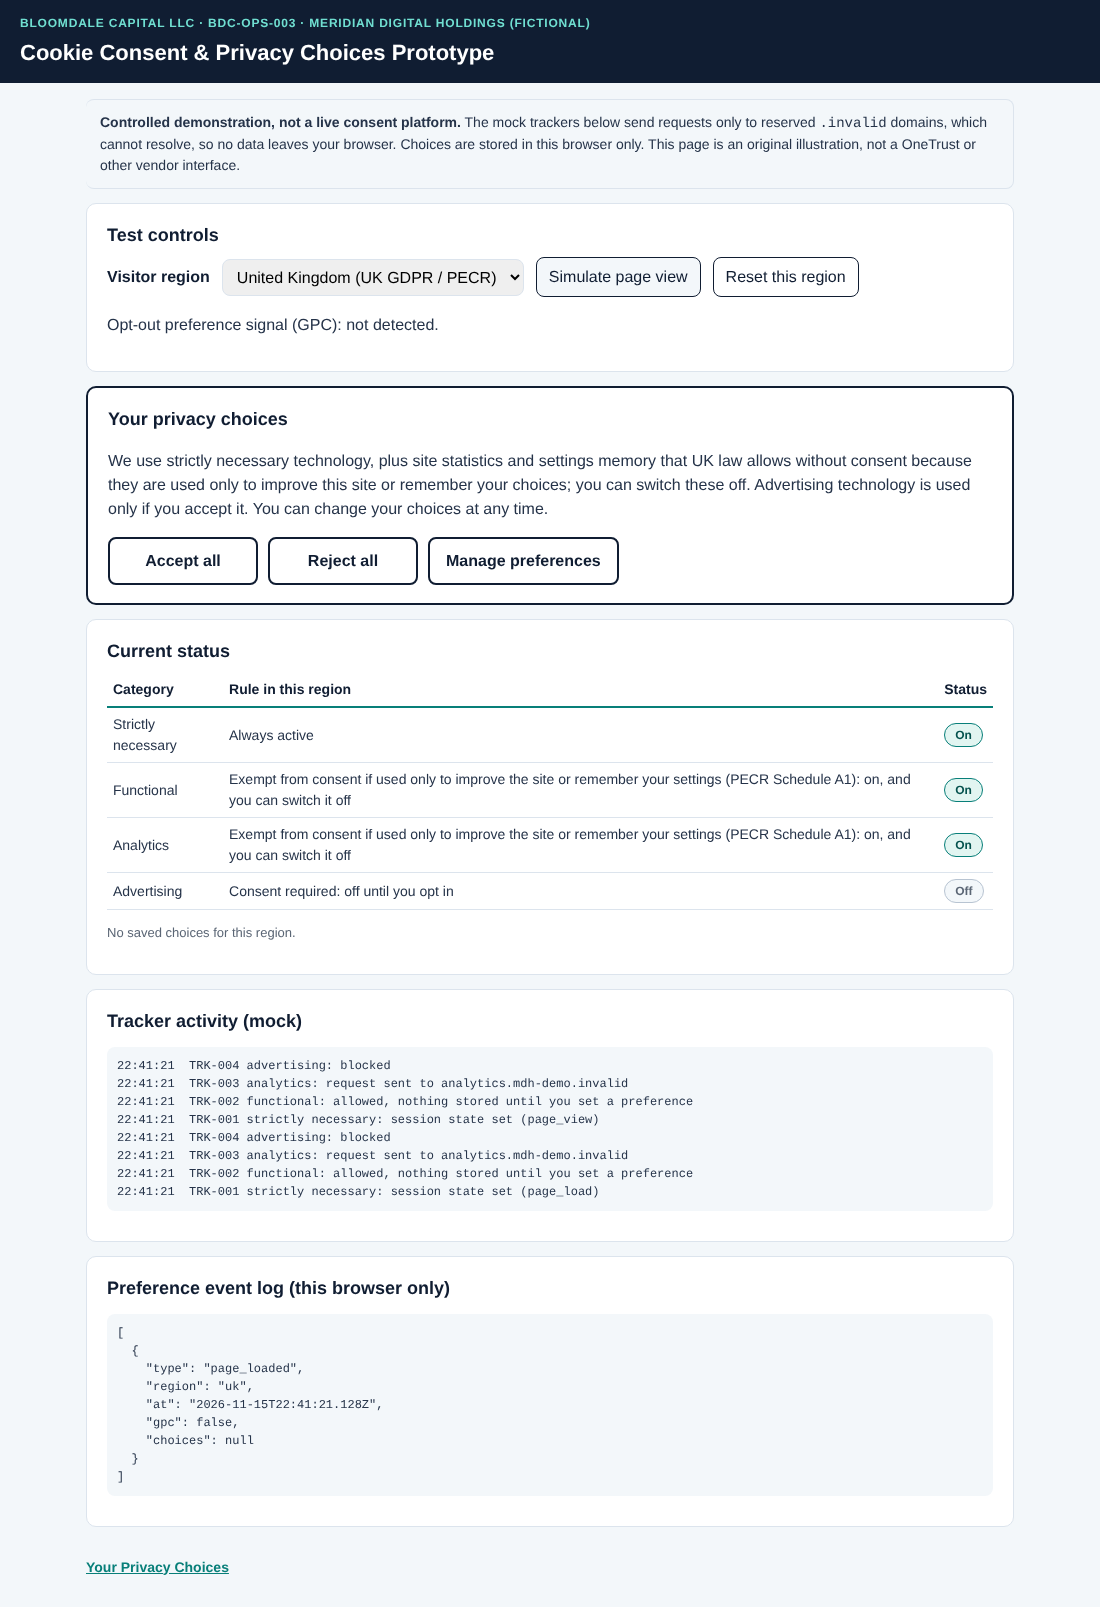 BLOOMDALE CAPITAL LLC · BDC-OPS-003 · MERIDIAN DIGITAL HOLDINGS (FICTIONAL)
Cookie Consent & Privacy Choices Prototype
Controlled demonstration, not a live consent platform. The mock trackers below send requests only to reserved .invalid domains, which
cannot resolve, so no data leaves your browser. Choices are stored in this browser only. This page is an original illustration, not a OneTrust or
other vendor interface.
Test controls
Visitor region United Kingdom (UK GDPR / PECR) Simulate page view Reset this region
Opt-out preference signal (GPC): not detected.
Your privacy choices
We use strictly necessary technology, plus site statistics and settings memory that UK law allows without consent because
they are used only to improve this site or remember your choices; you can switch these off. Advertising technology is used
only if you accept it. You can change your choices at any time.
Accept all Reject all Manage preferences
Current status
Category Rule in this region Status
Strictly
necessary
Always active On
Functional
Exempt from consent if used only to improve the site or remember your settings (PECR Schedule A1): on, and
you can switch it off
On
Analytics
Exempt from consent if used only to improve the site or remember your settings (PECR Schedule A1): on, and
you can switch it off
On
Advertising Consent required: off until you opt in Off
No saved choices for this region.
Tracker activity (mock)
22:41:21  TRK-004 advertising: blocked
22:41:21  TRK-003 analytics: request sent to analytics.mdh-demo.invalid
22:41:21  TRK-002 functional: allowed, nothing stored until you set a preference
22:41:21  TRK-001 strictly necessary: session state set (page_view)
22:41:21  TRK-004 advertising: blocked
22:41:21  TRK-003 analytics: request sent to analytics.mdh-demo.invalid
22:41:21  TRK-002 functional: allowed, nothing stored until you set a preference
22:41:21  TRK-001 strictly necessary: session state set (page_load)
Preference event log (this browser only)
[
  {
    "type": "page_loaded",
    "region": "uk",
    "at": "2026-11-15T22:41:21.128Z",
    "gpc": false,
    "choices": null
  }
]
Your Privacy Choices